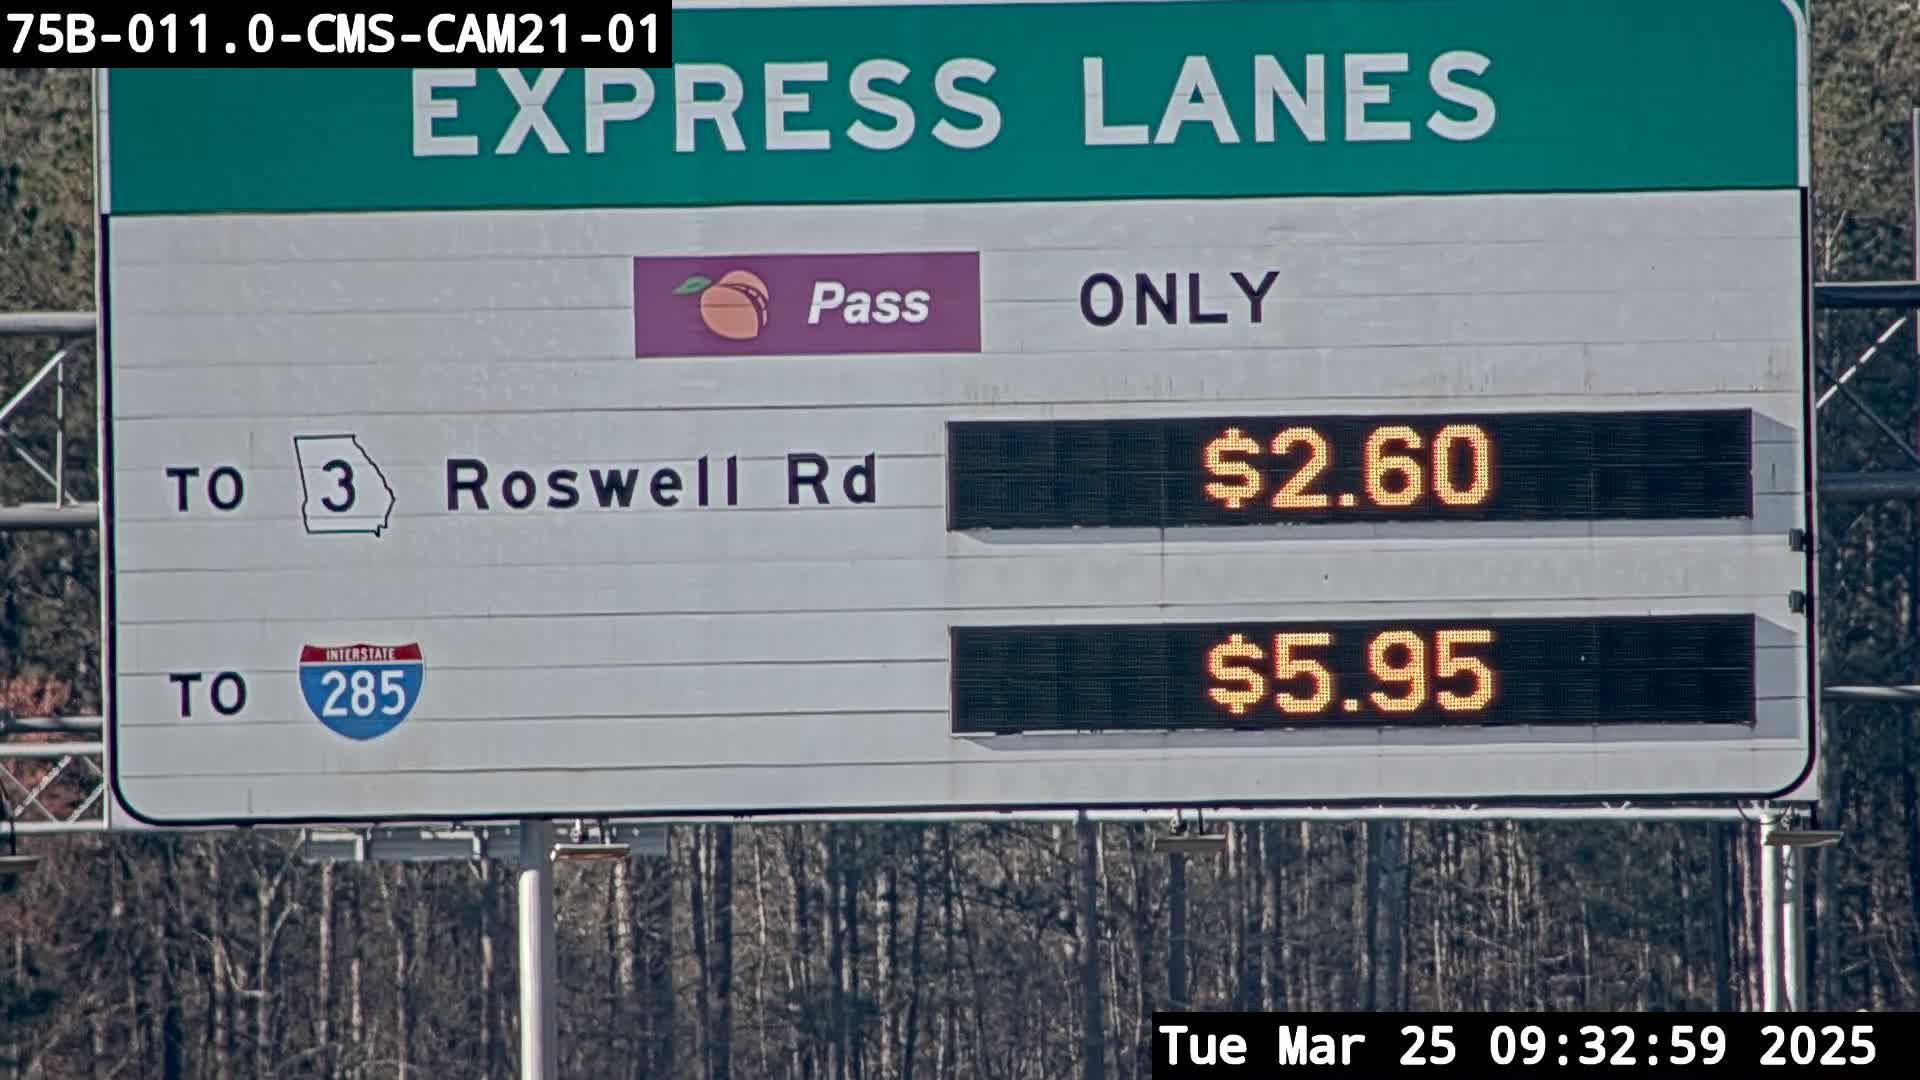 75B-011.0-CMS-CAM21-01
EXPRESS LANES
Pass ONLY
TO 3 Roswell Rd $2.60
TO INTERSTATE 285 $5.95
Tue Mar 25 09:32:59 2025